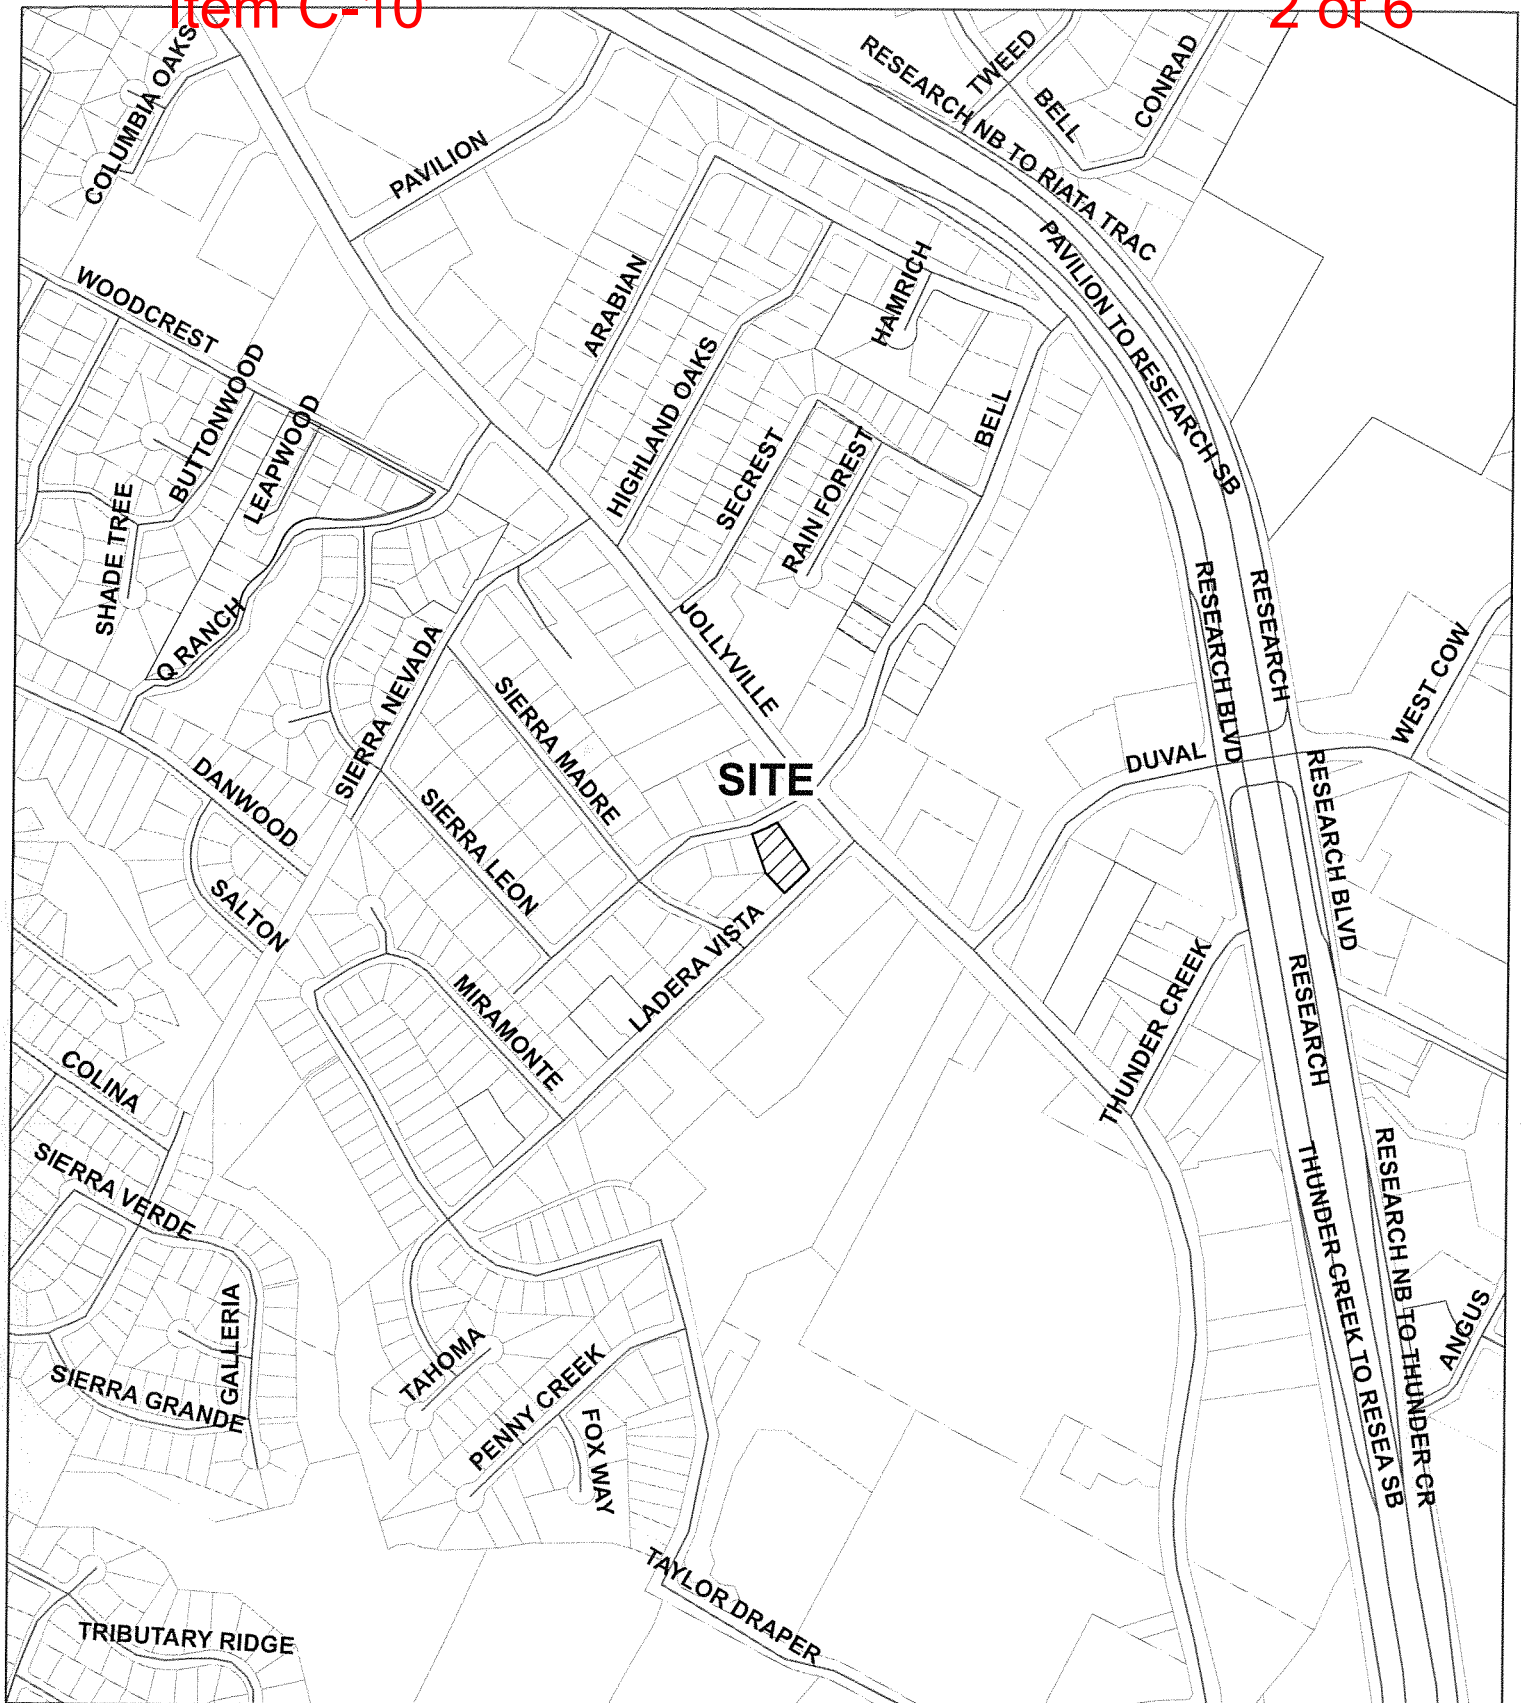 Item C-10
2 of 6
COLUMBIA OAKS
PAVILION
RESEARCH NB TO RIATA TRAC
TWEED
BELL
CONRAD
WOODCREST
ARABIAN
HAMRICH
PAVILION TO RESEARCH SB
BUTTONWOOD
LEAPWOOD
HIGHLAND OAKS
SECREST
RAIN FOREST
BELL
SHADE TREE
Q RANCH
SIERRA NEVADA
JOLLYVILLE
RESEARCH BLVD
RESEARCH
WEST COW
SIERRA MADRE
DANWOOD
SITE
DUVAL
SIERRA LEON
RESEARCH BLVD
SALTON
LADERA VISTA
MIRAMONTE
THUNDER CREEK
RESEARCH
COLINA
SIERRA VERDE
THUNDER CREEK TO RESEA SB
RESEARCH NB TO THUNDER CR
GALLERIA
ANGUS
SIERRA GRANDE
TAHOMA
PENNY CREEK
FOX WAY
TAYLOR DRAPER
TRIBUTARY RIDGE